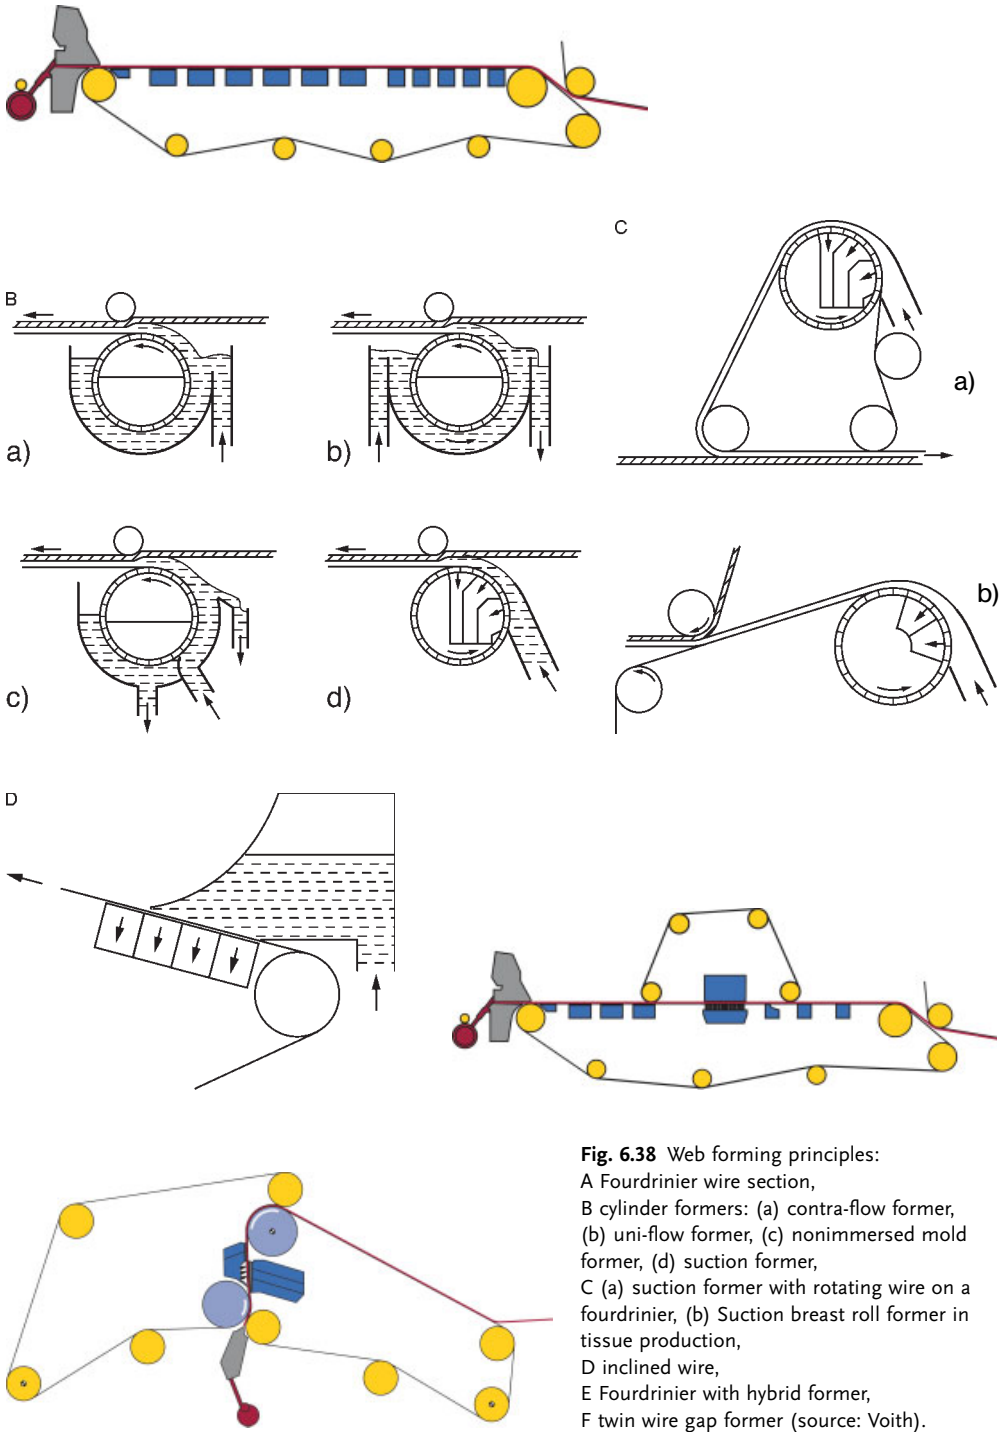 B
C
a)
b)
a)
c)
d)
b)
D
Fig. 6.38 Web forming principles:
A Fourdrinier wire section,
B cylinder formers: (a) contra-flow former,
(b) uni-flow former, (c) nonimmersed mold
former, (d) suction former,
C (a) suction former with rotating wire on a
fourdrinier, (b) Suction breast roll former in
tissue production,
D inclined wire,
E Fourdrinier with hybrid former,
F twin wire gap former (source: Voith).